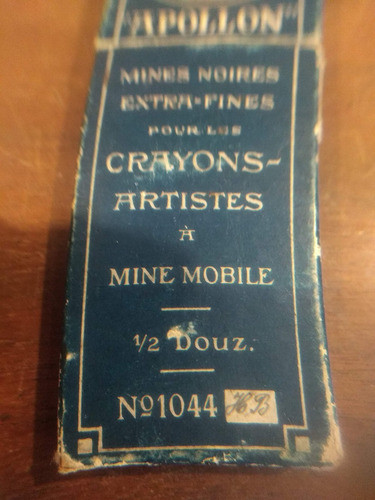 "APOLLON"
MINES NOIRES
EXTRA-FINES
POUR LES
CRAYONS-
ARTISTES
À
MINE MOBILE
1/2 DOUZ.
Nº1044 HB